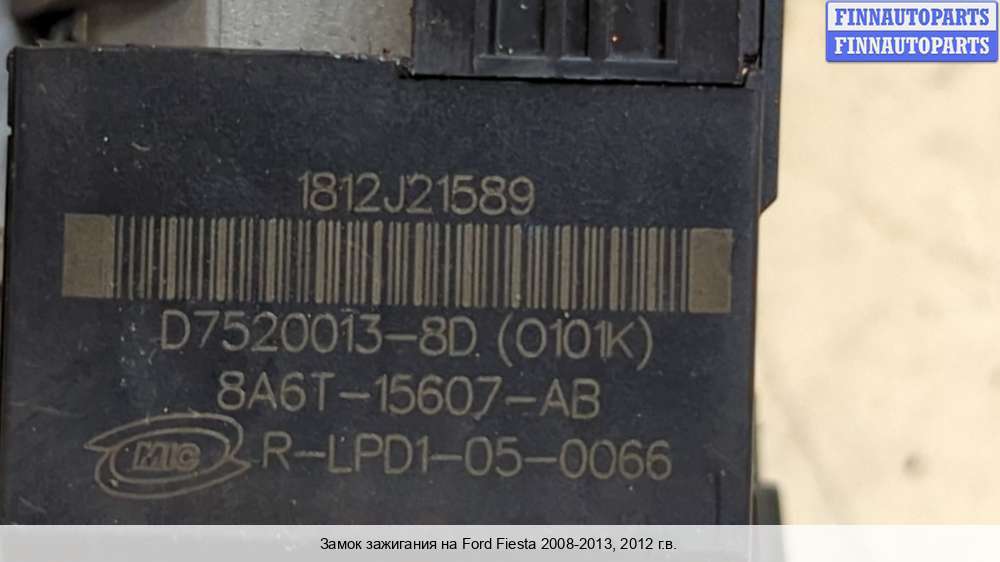 FINNAUTOPARTS
FINNAUTOPARTS
1812J21589
D7520013-8D (0101K)
8A6T-15607-AB
MIC R-LPD1-05-0066
Замок зажигания на Ford Fiesta 2008-2013, 2012 г.в.